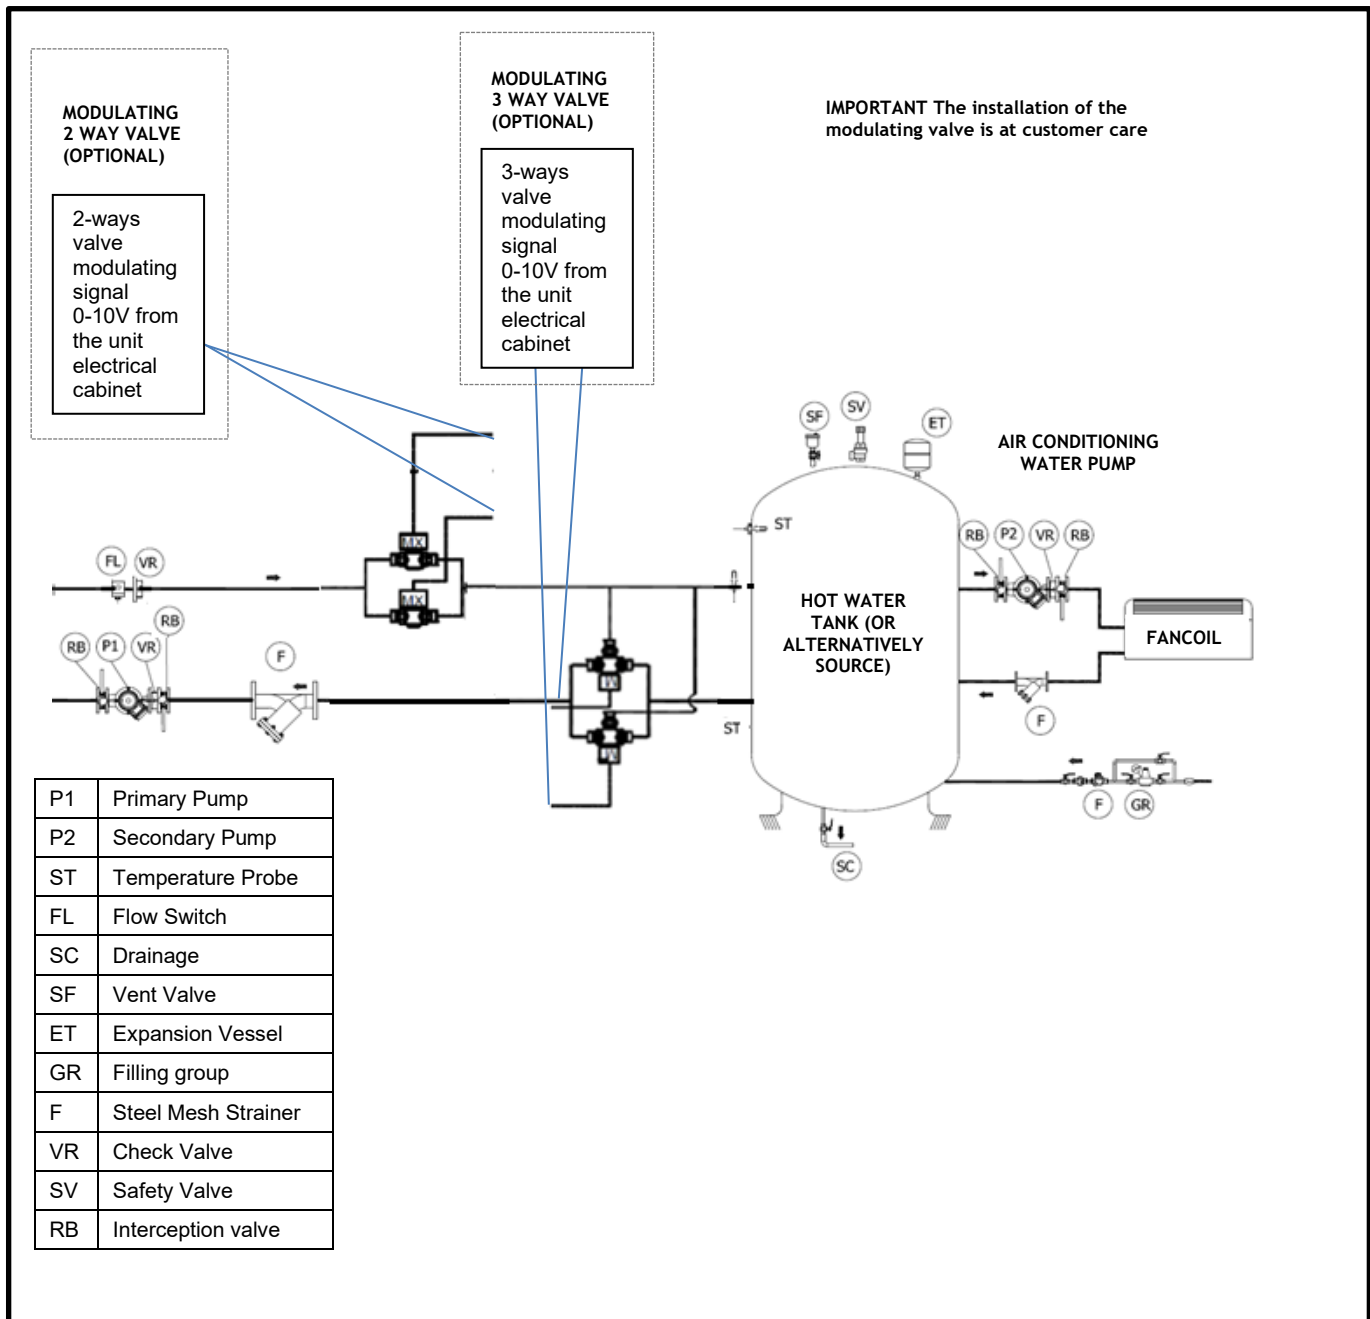 MODULATING
2 WAY VALVE
(OPTIONAL)
2-ways
valve
modulating
signal
0-10V from
the unit
electrical
cabinet
MODULATING
3 WAY VALVE
(OPTIONAL)
3-ways
valve
modulating
signal
0-10V from
the unit
electrical
cabinet
IMPORTANT The installation of the
modulating valve is at customer care
SF
SV
ET
AIR CONDITIONING
WATER PUMP
ST
RB
P2
VR
RB
FL
VR
MX
MX
HOT WATER
TANK (OR
ALTERNATIVELY
SOURCE)
FANCOIL
RB
P1
VR
RB
F
ST
F
F
GR
SC
P1 Primary Pump
P2 Secondary Pump
ST Temperature Probe
FL Flow Switch
SC Drainage
SF Vent Valve
ET Expansion Vessel
GR Filling group
F Steel Mesh Strainer
VR Check Valve
SV Safety Valve
RB Interception valve